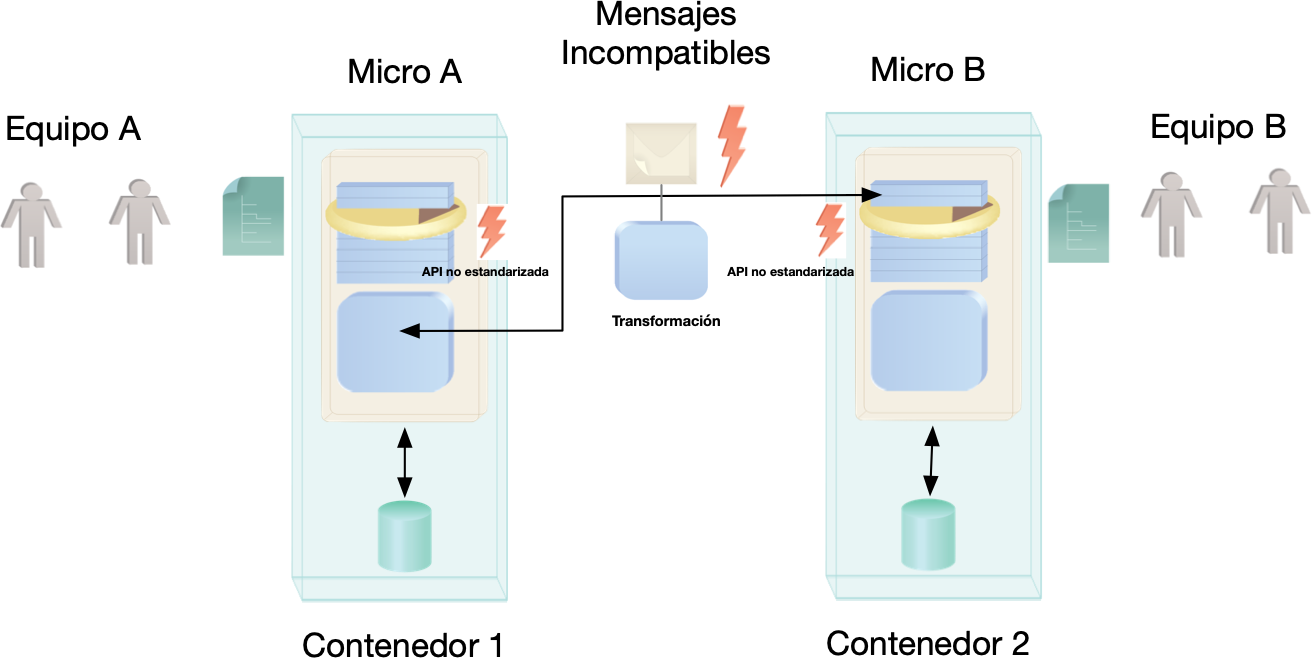 Mensajes
Incompatibles
Micro A
Micro B
Equipo A
Equipo B
API no estandarizada
API no estandarizada
Transformación
Contenedor 1
Contenedor 2